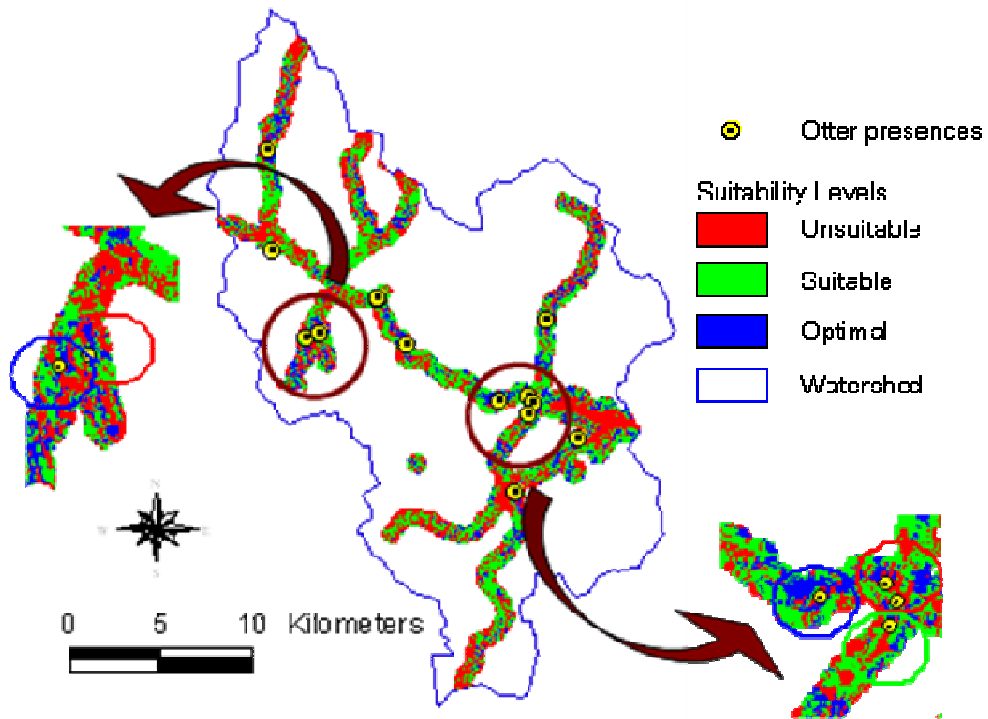 Otter presences
Suitability Levels
Unsuitable
Suitable
Optimal
Watershed
N
W
E
S
0 5 10 Kilometers